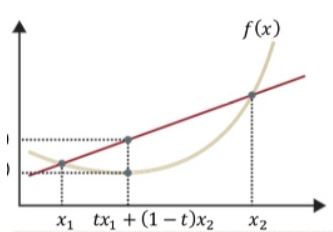 f(x)
x₁ tx₁ + (1 − t)x₂ x₂